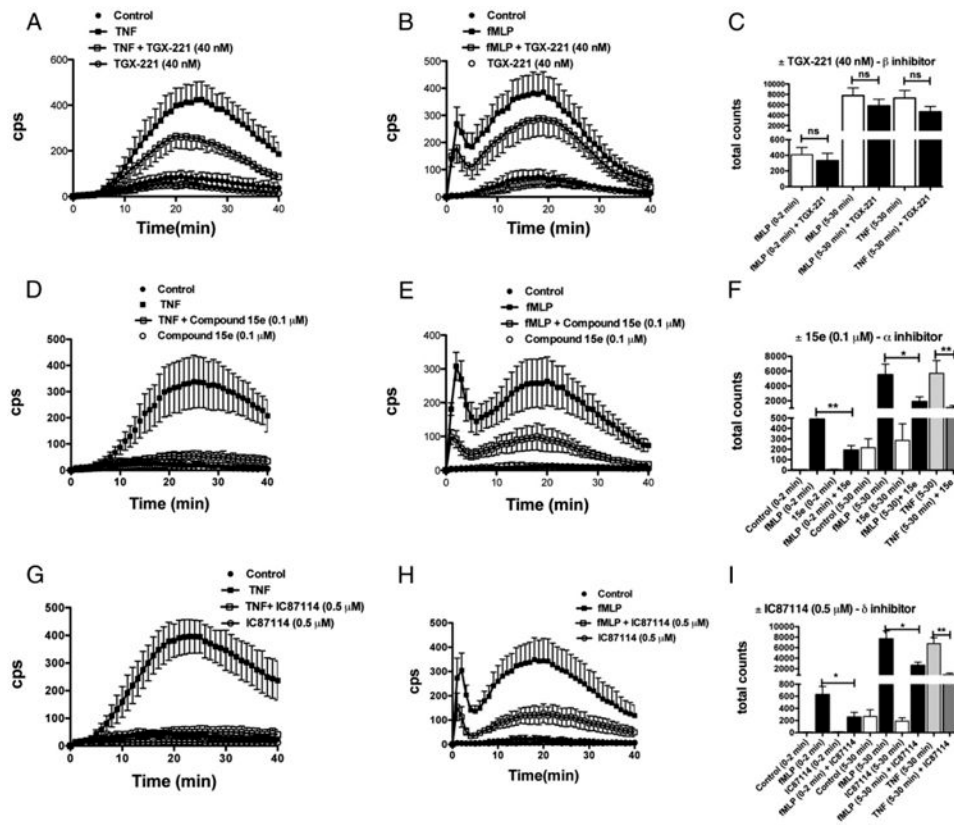 A
Control
TNF
TNF + TGX-221 (40 nM)
TGX-221 (40 nM)
600
400
200
0
cps
0 10 20 30 40
Time(min)
B
Control
fMLP
fMLP + TGX-221 (40 nM)
TGX-221 (40 nM)
600
400
200
0
cps
0 10 20 30 40
Time(min)
C
± TGX-221 (40 nM) - β inhibitor
10000
8000
6000
4000
2000
600
400
200
0
total counts
ns
ns
ns
fMLP (0-2 min)
fMLP (0-2 min) + TGX-221
fMLP (5-30 min)
fMLP (5-30 min) + TGX-221
TNF (5-30 min)
TNF (5-30 min) + TGX-221
D
Control
TNF
TNF + Compound 15e (0.1 µM)
Compound 15e (0.1 µM)
500
400
300
200
100
0
cps
0 10 20 30 40
Time (min)
E
Control
fMLP
fMLP + Compound 15e (0.1 µM)
Compound 15e (0.1 µM)
400
300
200
100
0
cps
0 10 20 30 40
Time (min)
F
± 15e (0.1 µM) - α inhibitor
8000
6000
4000
2000
500
400
300
200
100
0
total counts
**
*
**
Control (0-2 min)
fMLP (0-2 min)
15e (0-2 min)
fMLP (0-2 min) + 15e
Control (5-30 min)
fMLP (5-30 min)
15e (5-30 min)
fMLP (5-30)+ 15e
TNF (5-30)
TNF (5-30 min) + 15e
G
Control
TNF
TNF+ IC87114 (0.5 µM)
IC87114 (0.5 µM)
500
400
300
200
100
0
cps
0 10 20 30 40
Time (min)
H
Control
fMLP
fMLP + IC87114 (0.5 µM)
IC87114 (0.5 µM)
500
400
300
200
100
0
cps
0 10 20 30 40
Time (min)
I
± IC87114 (0.5 µM) - δ inhibitor
10000
8000
6000
4000
2000
800
600
400
200
0
total counts
*
*
**
Control (0-2 min)
fMLP (0-2 min)
IC87114 (0-2 min)
fMLP (0-2 min) + IC87114
Control (5-30 min)
fMLP (5-30 min)
IC87114 (5-30 min)
fMLP (5-30 min) + IC87114
TNF (5-30 min)
TNF (5-30 min) + IC87114